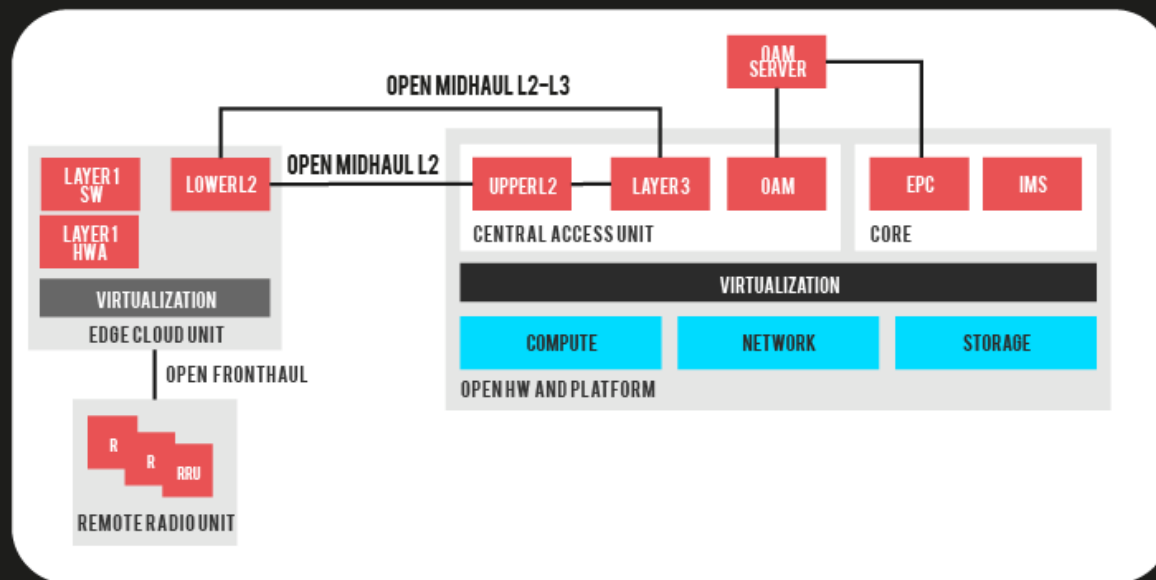 OAM
SERVER
OPEN MIDHAUL L2-L3
OPEN MIDHAUL L2
LAYER 1
SW
LOWER L2
UPPER L2
LAYER 3
OAM
EPC
IMS
LAYER 1
HWA
CENTRAL ACCESS UNIT
CORE
VIRTUALIZATION
VIRTUALIZATION
EDGE CLOUD UNIT
COMPUTE
NETWORK
STORAGE
OPEN FRONTHAUL
OPEN HW AND PLATFORM
R
R
RRU
REMOTE RADIO UNIT